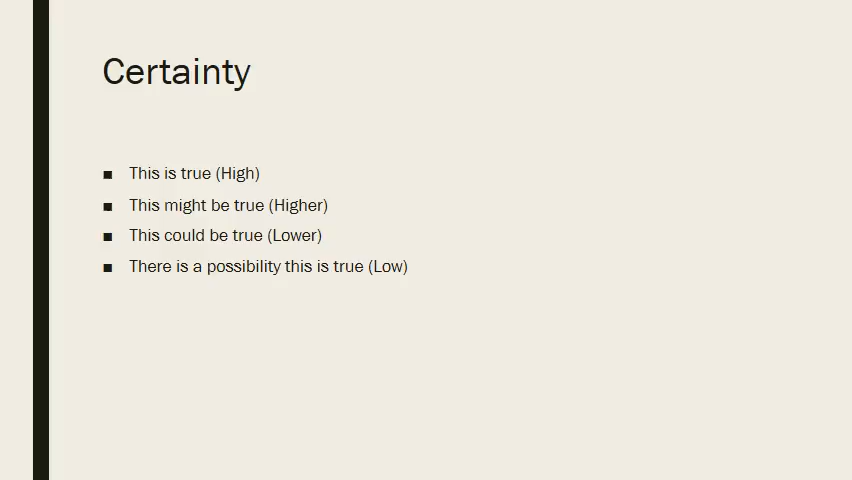 Certainty
■ This is true (High)
■ This might be true (Higher)
■ This could be true (Lower)
■ There is a possibility this is true (Low)